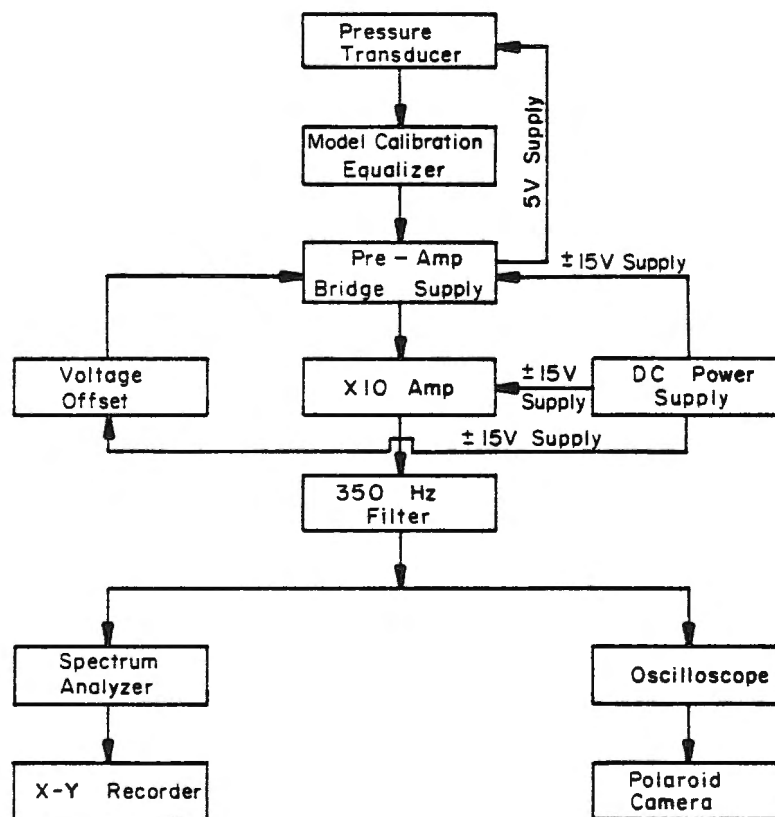 Pressure
Transducer
Model Calibration
Equalizer
5V Supply
Pre-Amp
Bridge Supply
±15V Supply
Voltage
Offset
X10 Amp
±15V
Supply
DC Power
Supply
±15V Supply
350 Hz
Filter
Spectrum
Analyzer
Oscilloscope
X-Y Recorder
Polaroid
Camera